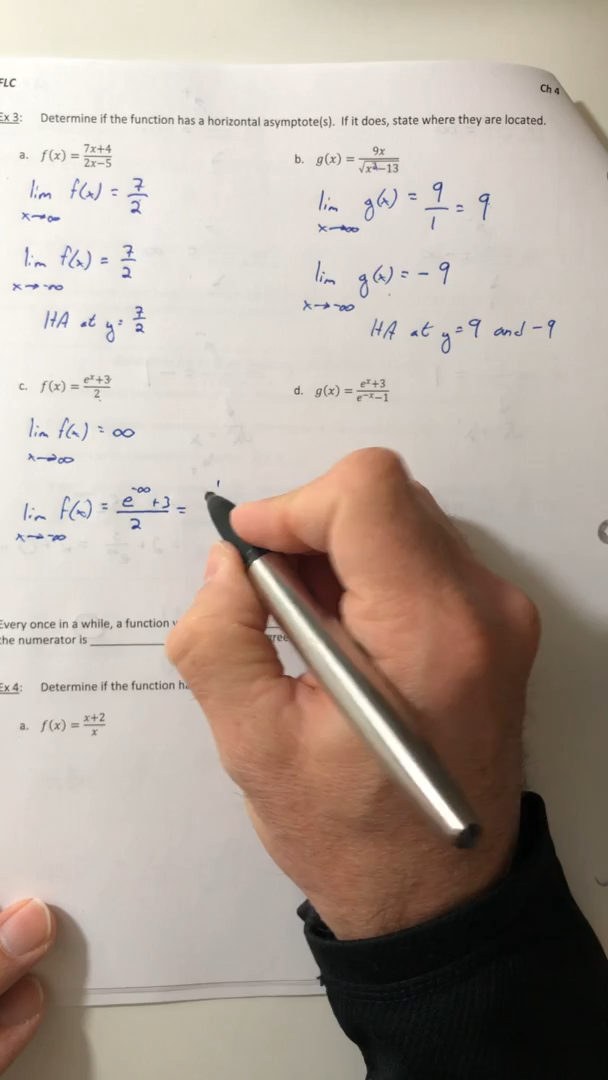 FLC
Ch 4
Ex 3: Determine if the function has a horizontal asymptote(s). If it does, state where they are located.
a. f(x) = (7x+4)/(2x−5)
lim f(x) = 7/2
x→∞
lim f(x) = 7/2
x→-∞
HA at y = 7/2
b. g(x) = 9x/√(x²−13)
lim g(x) = 9/1 = 9
x→∞
lim g(x) = -9
x→-∞
HA at y=9 and -9
c. f(x) = (eˣ+3)/2
lim f(x) = ∞
x→∞
lim f(x) = (e^-∞ +3)/2 =
x→-∞
d. g(x) = (eˣ+3)/(e⁻ˣ−1)
Every once in a while, a function
the numerator is
Ex 4: Determine if the function
a. f(x) = (x+2)/x